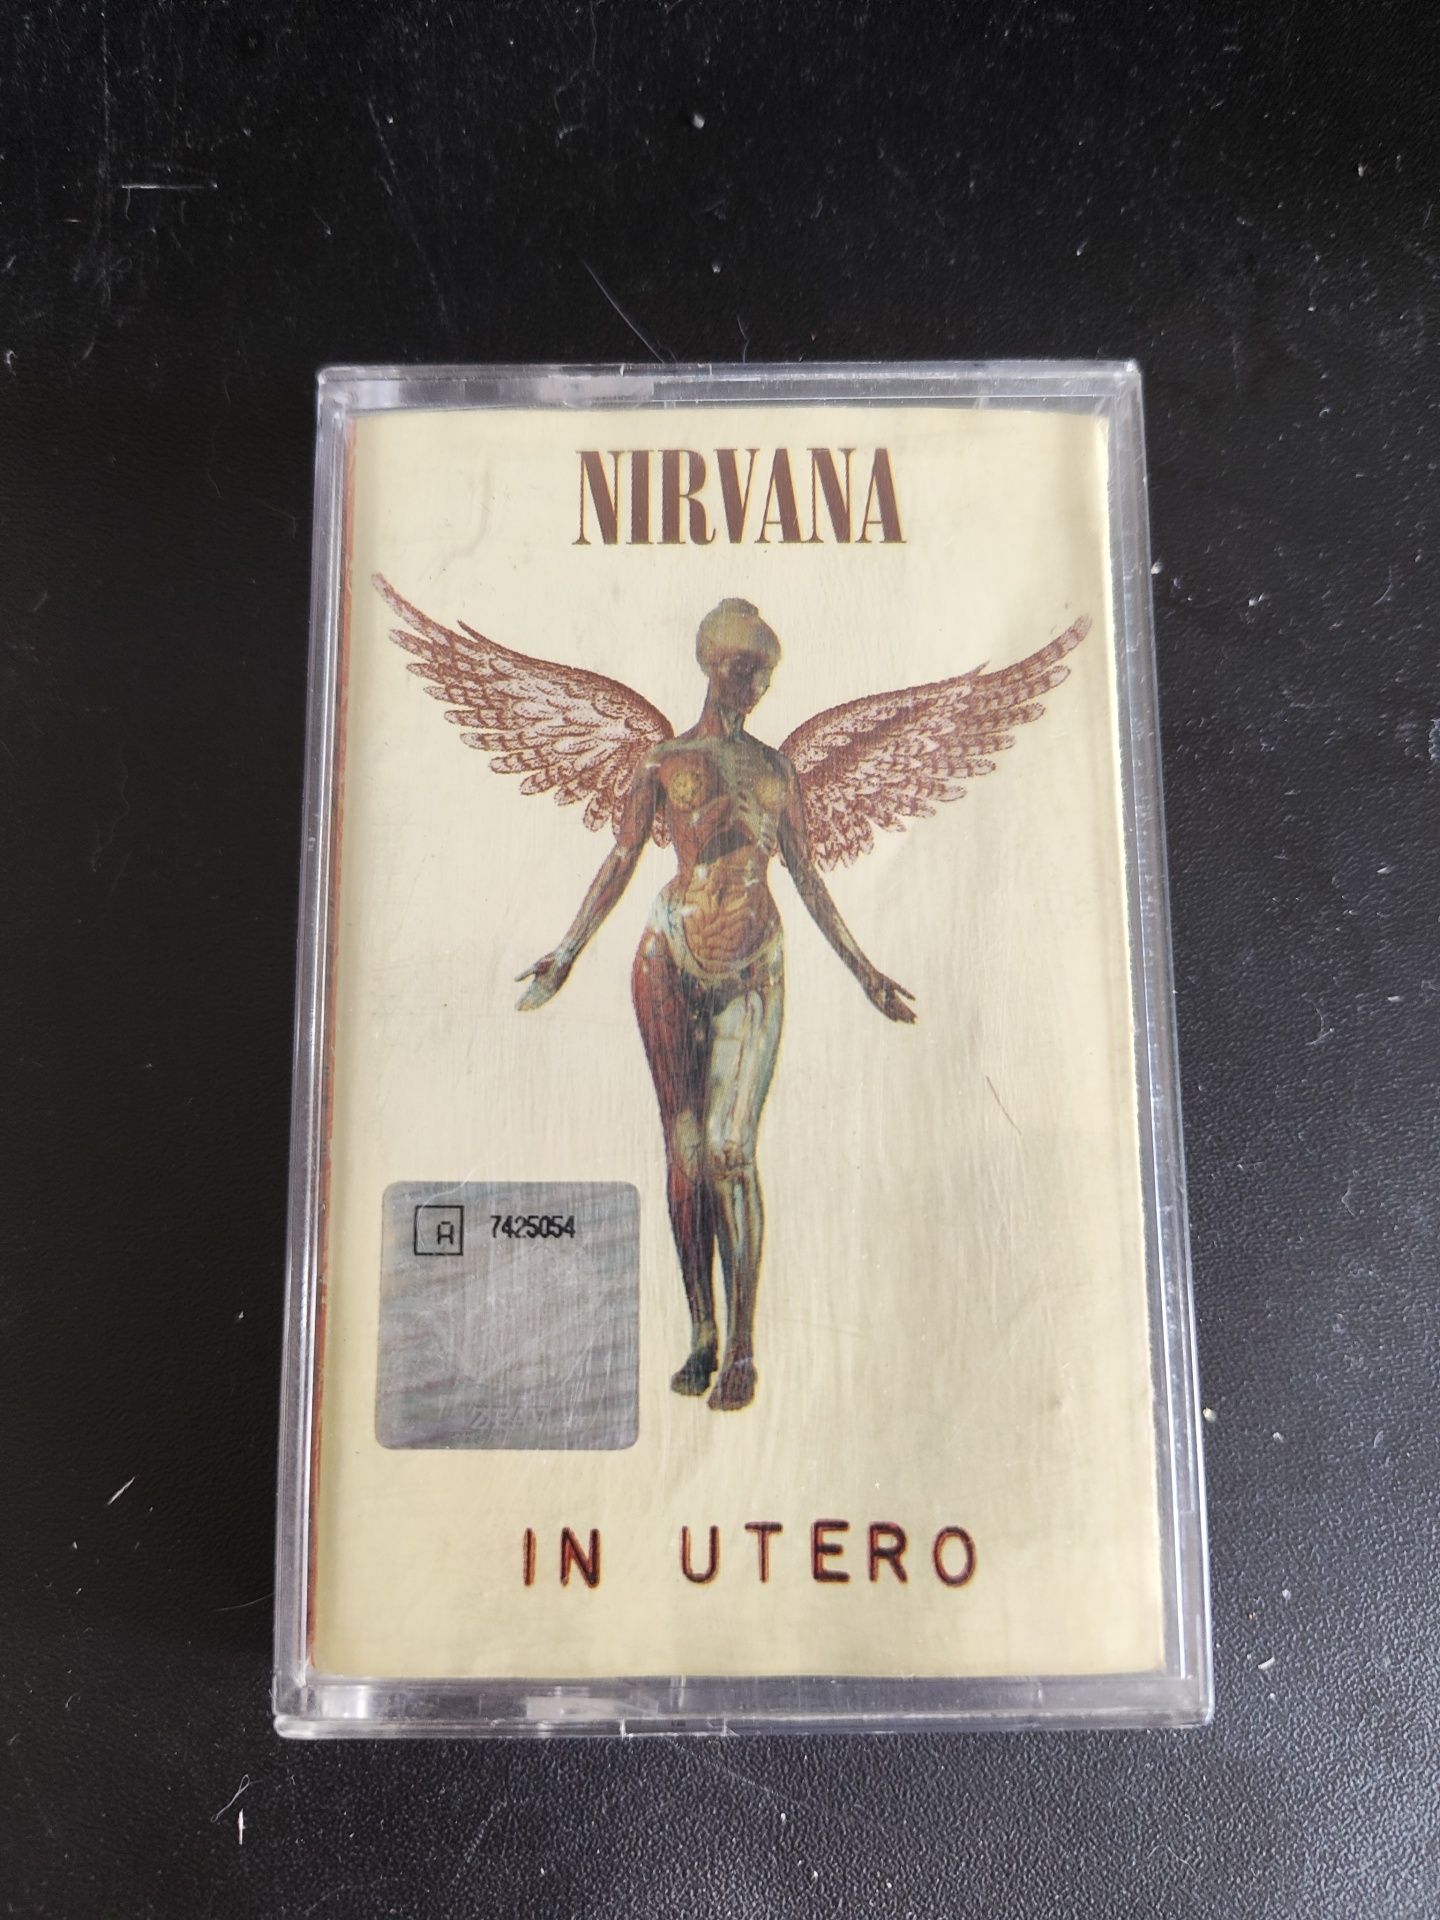 NIRVANA
A 7425054
IN UTERO